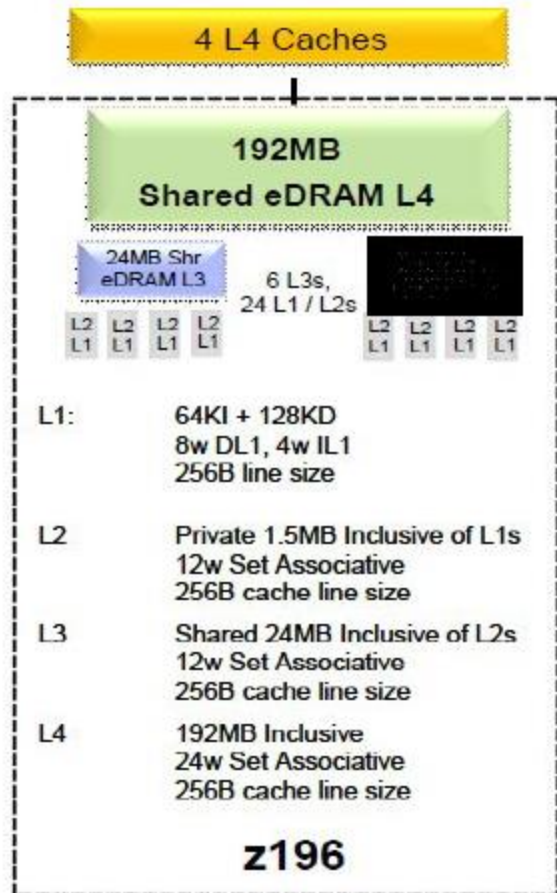 4 L4 Caches
192MB
Shared eDRAM L4
24MB Shr
eDRAM L3
6 L3s,
24 L1 / L2s
L2 L2 L2 L2
L1 L1 L1 L1
L2 L2 L2 L2
L1 L1 L1 L1
L1: 64KI + 128KD
8w DL1, 4w IL1
256B line size
L2 Private 1.5MB Inclusive of L1s
12w Set Associative
256B cache line size
L3 Shared 24MB Inclusive of L2s
12w Set Associative
256B cache line size
L4 192MB Inclusive
24w Set Associative
256B cache line size
z196